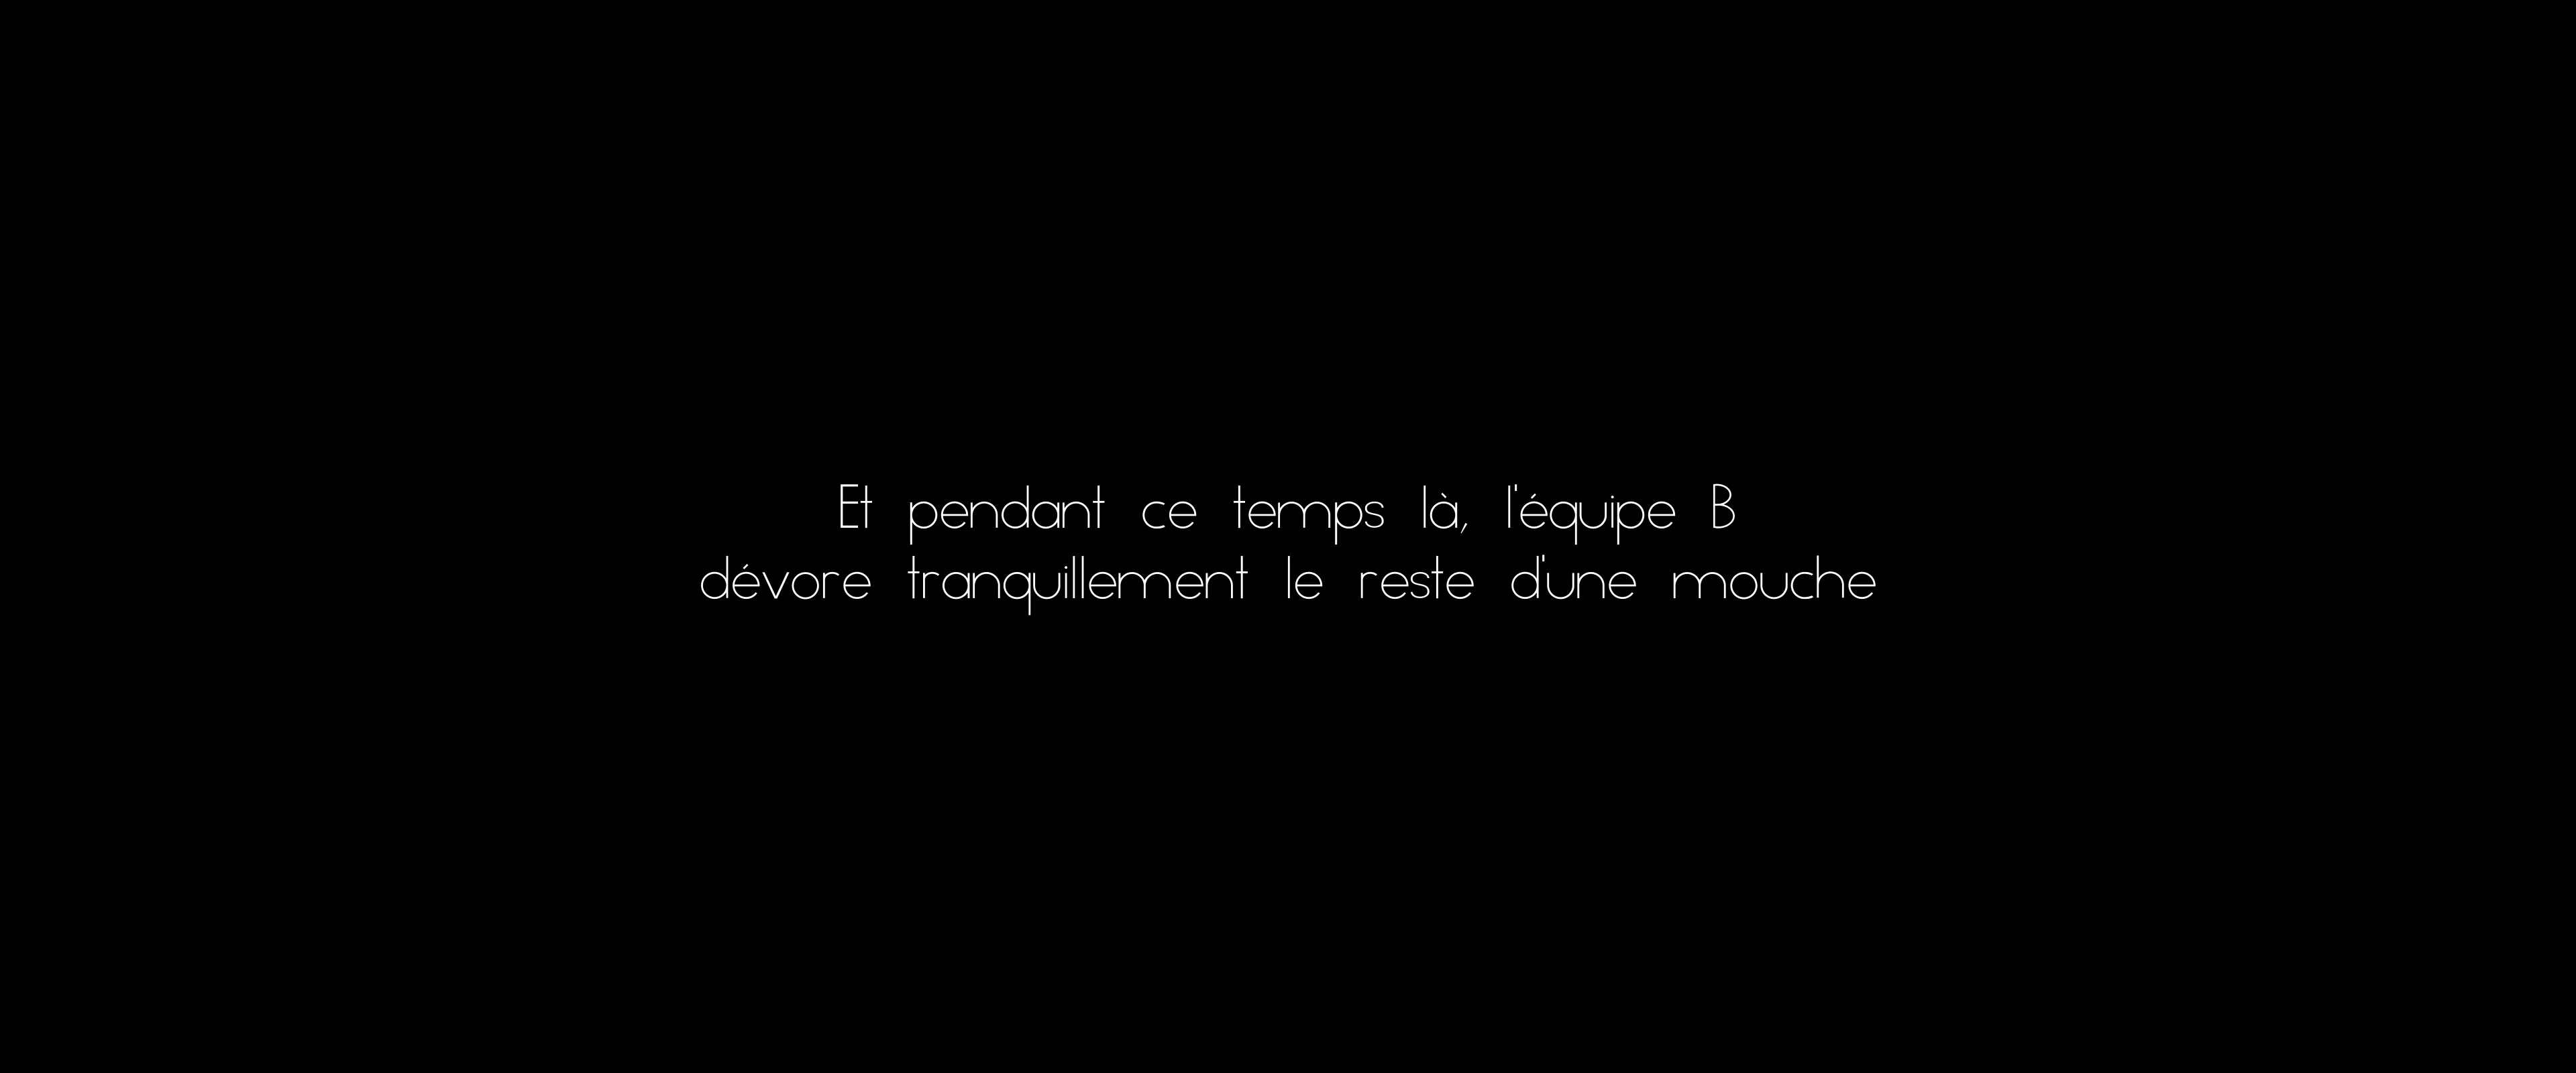 Et pendant ce temps là, l'équipe B
dévore tranquillement le reste d'une mouche